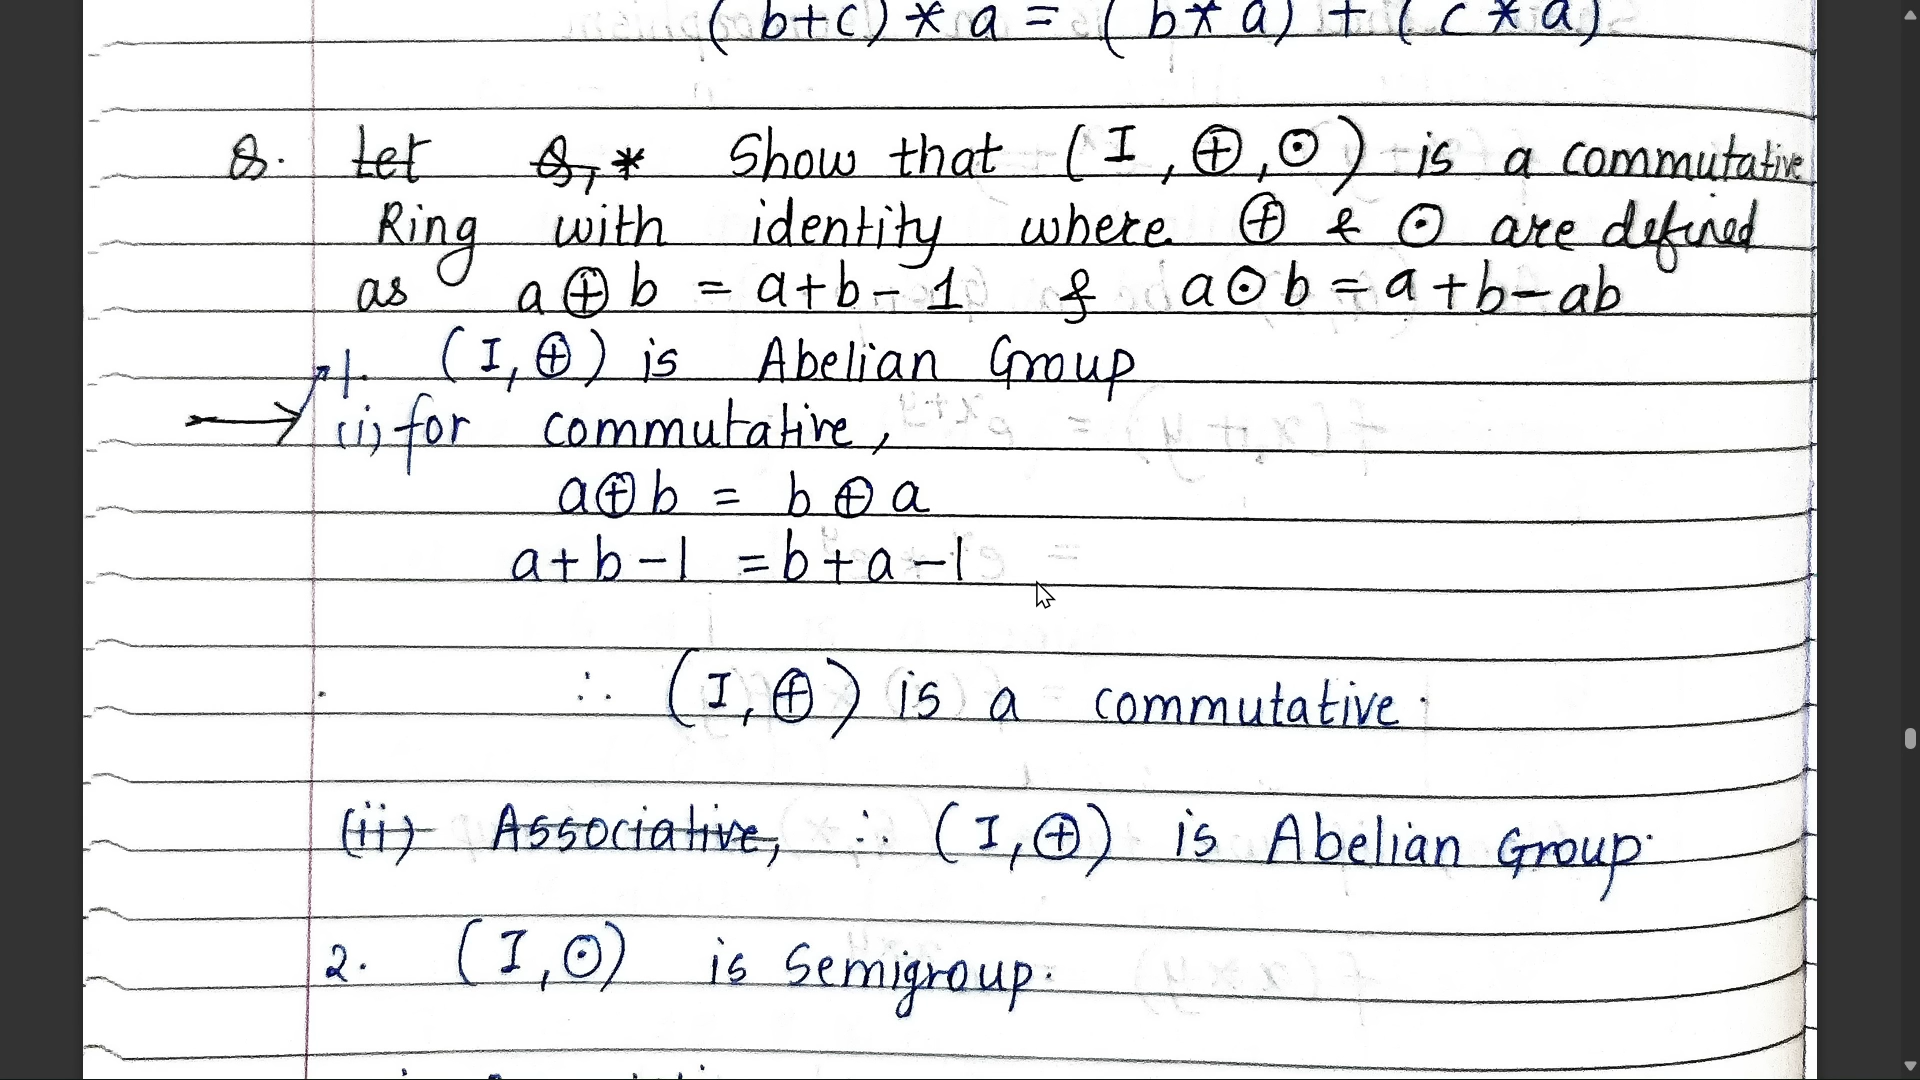 (b+c) * a = (b * a) + (c * a)
Q. Let Q, * Show that (I, ⊕, ⊙) is a commutative
Ring with identity where ⊕ & ⊙ are defined
as a ⊕ b = a+b-1 & a ⊙ b = a+b-ab
1. (I, ⊕) is Abelian Group
→ (i) for commutative,
a⊕b = b⊕a
a+b-1 = b+a-1
∴ (I, ⊕) is a commutative.
(ii) Associative, ∴ (I, ⊕) is Abelian Group.
2. (I, ⊙) is Semigroup.